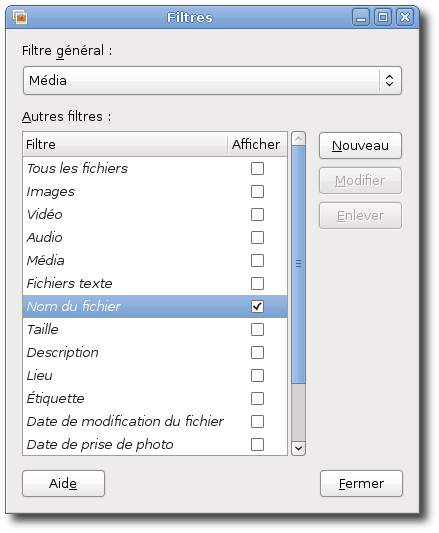 Filtres
Filtre général :
Média
Autres filtres :
Filtre Afficher
Tous les fichiers
Images
Vidéo
Audio
Média
Fichiers texte
Nom du fichier
Taille
Description
Lieu
Étiquette
Date de modification du fichier
Date de prise de photo
Nouveau
Modifier
Enlever
Aide
Fermer